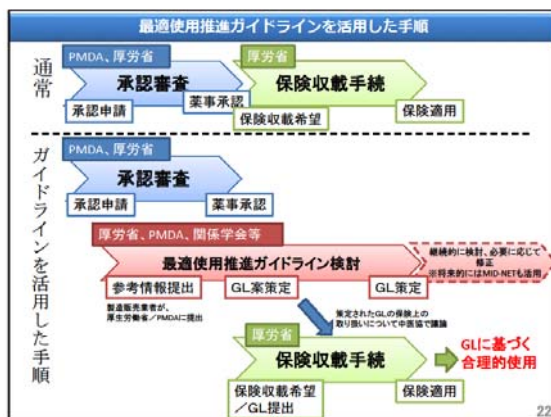 最適使用推進ガイドラインを活用した手順
通常
PMDA、厚労省
承認審査
承認申請
薬事承認
厚労省
保険収載手続
保険収載希望
保険適用
ガイドラインを活用した手順
PMDA、厚労省
承認審査
承認申請
薬事承認
厚労省、PMDA、関係学会等
最適使用推進ガイドライン検討
参考情報提出
GL案策定
GL策定
継続的に検討、必要に応じて
修正
※将来的にはMID-NETも活用
製造販売業者が、
厚生労働省/PMDAに提出
策定されたGLの保険上の
取り扱いについて中医協で議論
厚労省
保険収載手続
保険収載希望
/GL提出
保険適用
GLに基づく
合理的使用
22